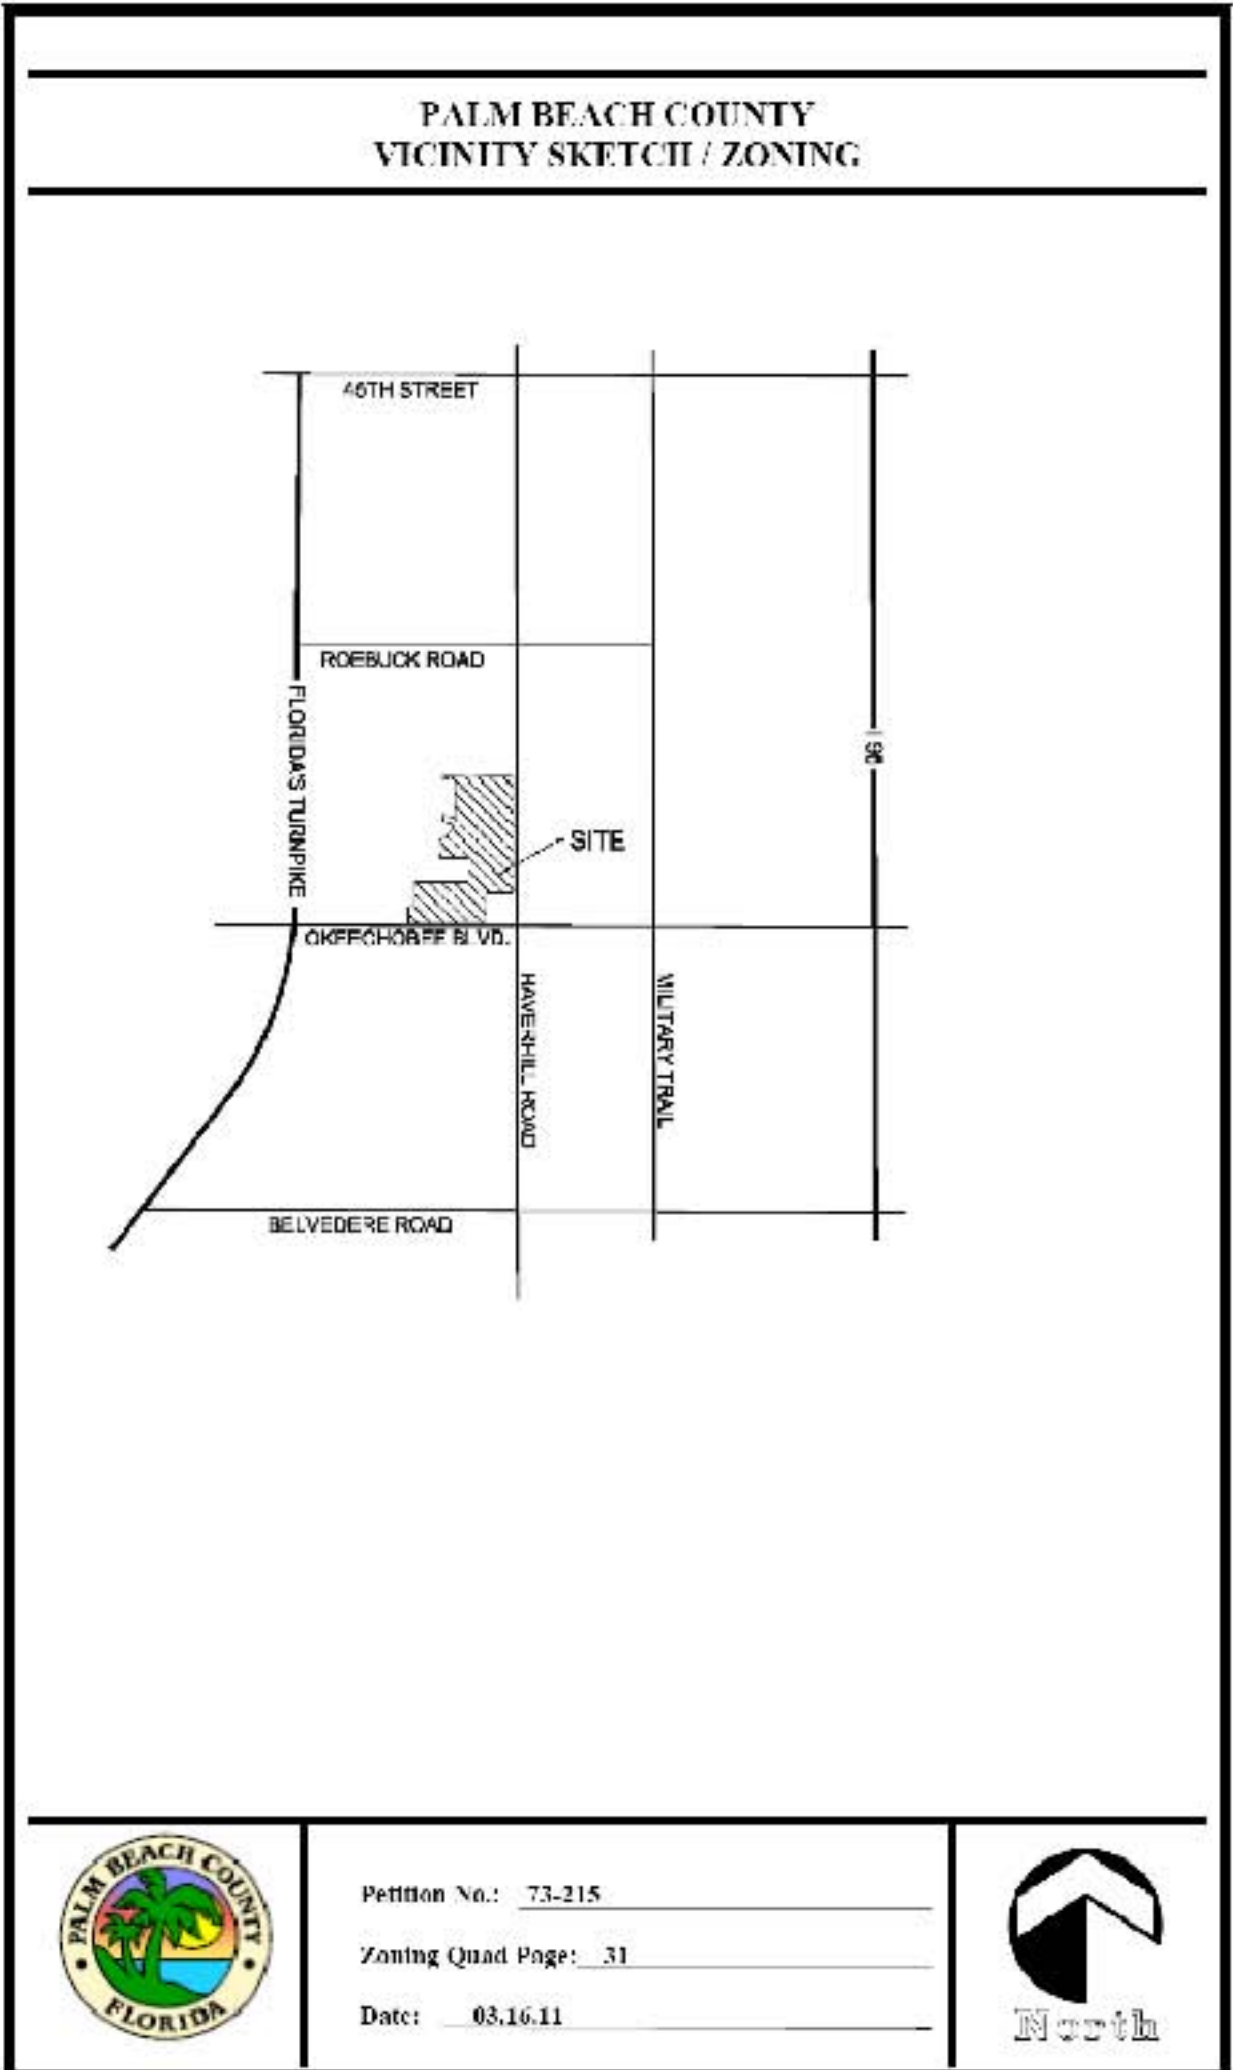 PALM BEACH COUNTY
VICINITY SKETCH / ZONING
45TH STREET
ROEBUCK ROAD
FLORIDA'S TURNPIKE
I 95
SITE
OKEECHOBEE BLVD.
HAVERHILL ROAD
MILITARY TRAIL
BELVEDERE ROAD
PALM BEACH COUNTY
FLORIDA
Petition No.: 73-215
Zoning Quad Page: 31
Date: 03.16.11
North